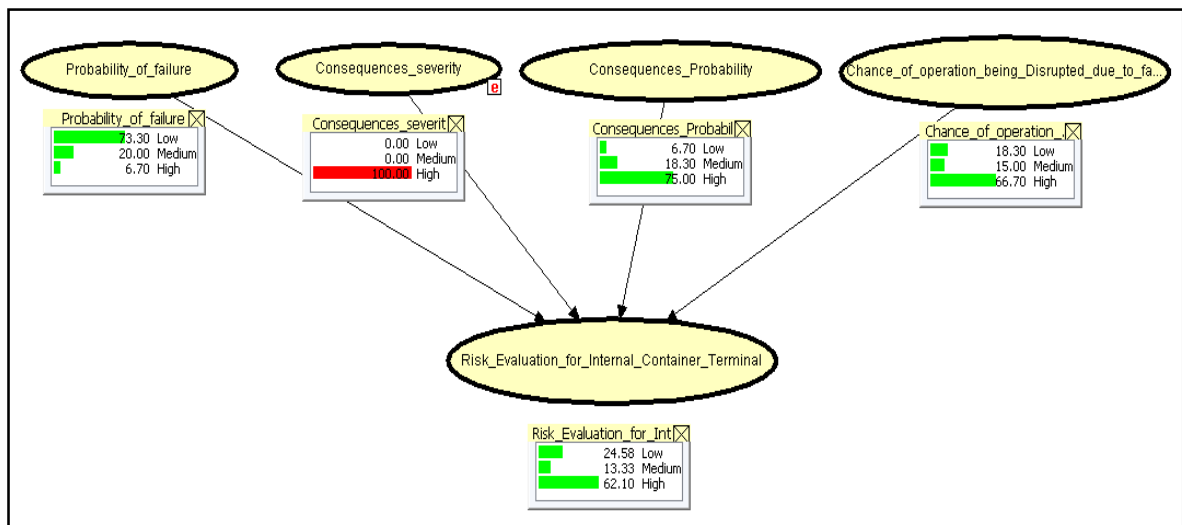 Probability_of_failure
Consequences_severity
Consequences_Probability
Chance_of_operation_being_Disrupted_due_to_fa...
e
Probability_of_failure
73.30 Low
20.00 Medium
6.70 High
Consequences_severit
0.00 Low
0.00 Medium
100.00 High
Consequences_Probabil
6.70 Low
18.30 Medium
75.00 High
Chance_of_operation_...
18.30 Low
15.00 Medium
66.70 High
Risk_Evaluation_for_Internal_Container_Terminal
Risk_Evaluation_for_Int
24.58 Low
13.33 Medium
62.10 High